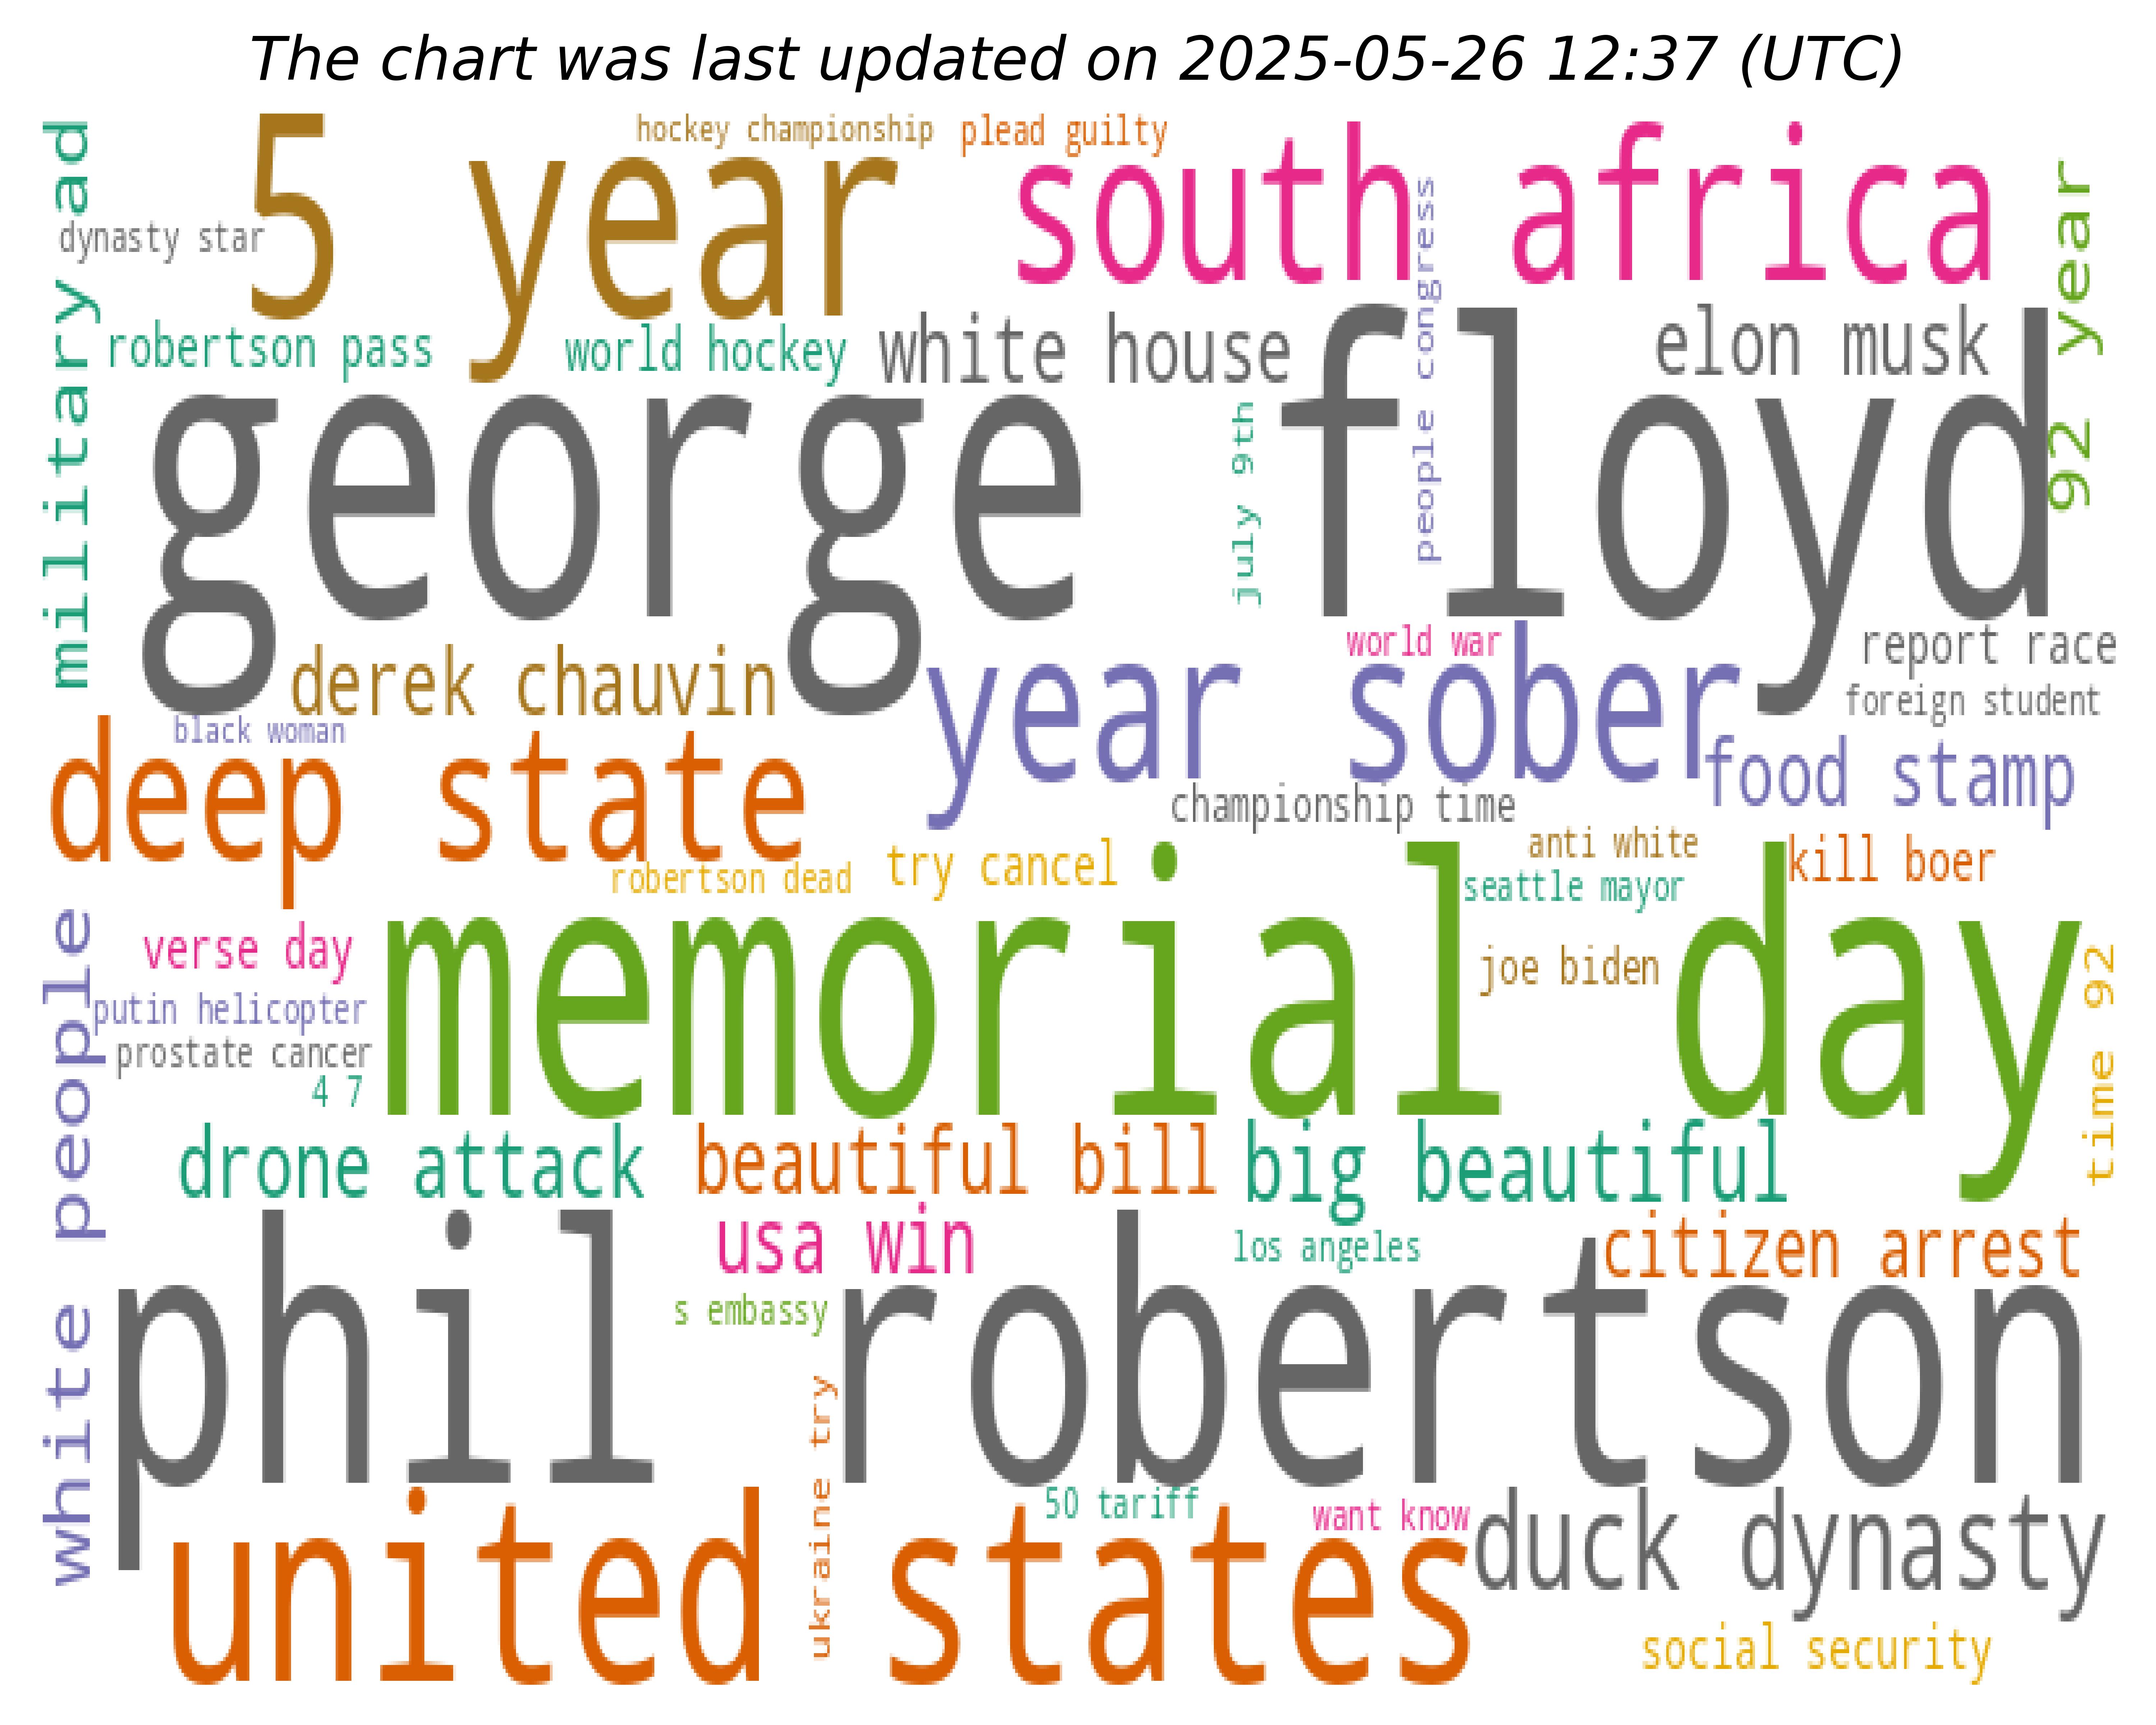 The chart was last updated on 2025-05-26 12:37 (UTC)
military ad
hockey championship
plead guilty
5 year
south africa
people congress
92 year
dynasty star
robertson pass
world hockey
white house
elon musk
george floyd
july 9th
derek chauvin
year sober
world war
report race
foreign student
black woman
deep state
food stamp
championship time
robertson dead
try cancel
anti white
kill boer
seattle mayor
white people
verse day
memorial day
joe biden
time 92
putin helicopter
prostate cancer
4 7
drone attack
beautiful bill
big beautiful
usa win
los angeles
citizen arrest
phil robertson
s embassy
ukraine try
united states
50 tariff
want know
duck dynasty
social security